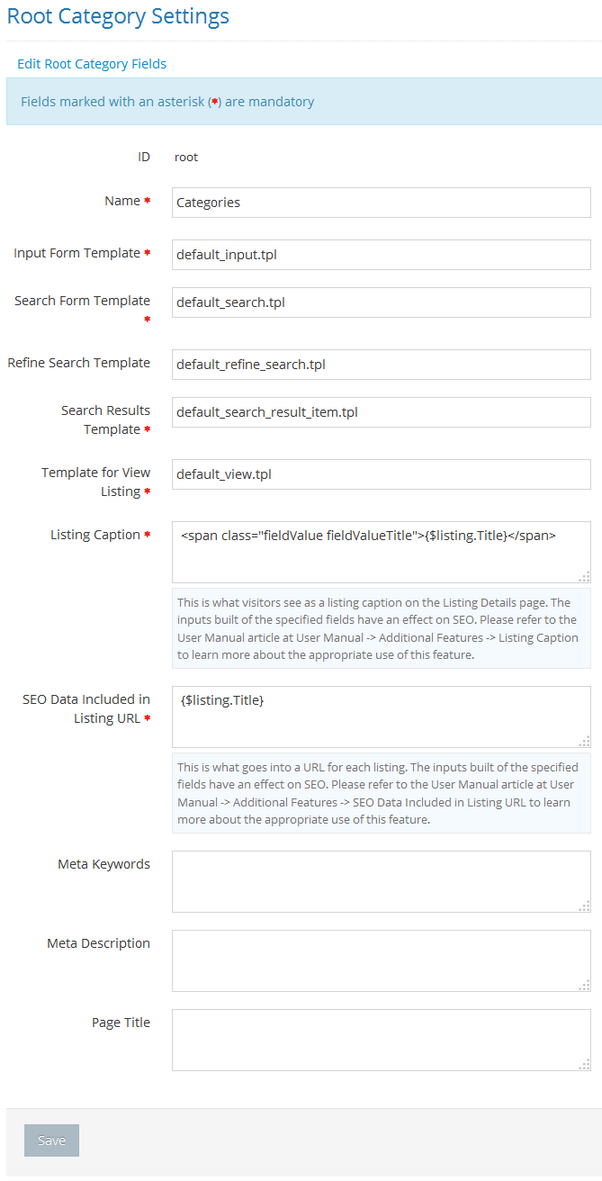 Root Category Settings
Edit Root Category Fields
Fields marked with an asterisk (*) are mandatory
ID root
Name * Categories
Input Form Template * default_input.tpl
Search Form Template
* default_search.tpl
Refine Search Template default_refine_search.tpl
Search Results
Template * default_search_result_item.tpl
Template for View
Listing * default_view.tpl
Listing Caption * <span class="fieldValue fieldValueTitle">{$listing.Title}</span>
This is what visitors see as a listing caption on the Listing Details page. The
inputs built of the specified fields have an effect on SEO. Please refer to the
User Manual article at User Manual -> Additional Features -> Listing Caption
to learn more about the appropriate use of this feature.
SEO Data Included in
Listing URL * {$listing.Title}
This is what goes into a URL for each listing. The inputs built of the specified
fields have an effect on SEO. Please refer to the User Manual article at User
Manual -> Additional Features -> SEO Data Included in Listing URL to learn
more about the appropriate use of this feature.
Meta Keywords
Meta Description
Page Title
Save